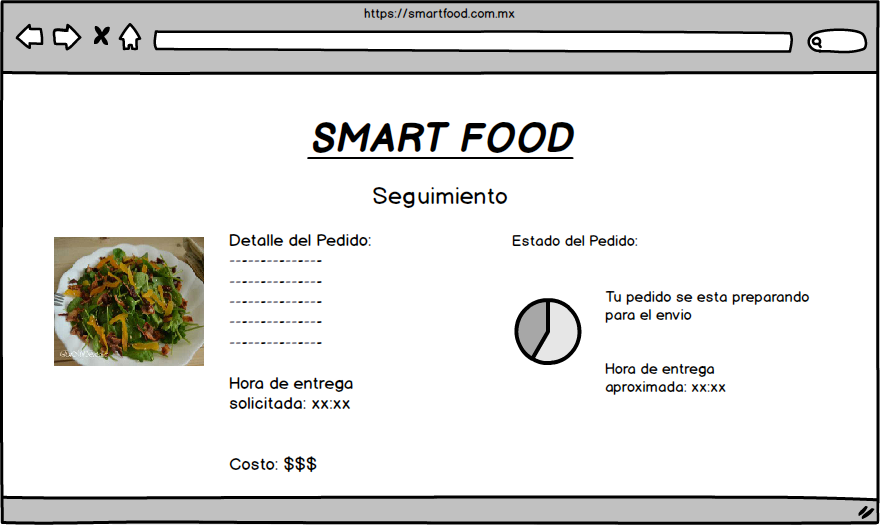 https://smartfood.com.mx
SMART FOOD
Seguimiento
Detalle del Pedido:
--------------
--------------
--------------
--------------
--------------
Hora de entrega
solicitada: xx:xx
Costo: $$$
Estado del Pedido:
Tu pedido se esta preparando
para el envio
Hora de entrega
aproximada: xx:xx